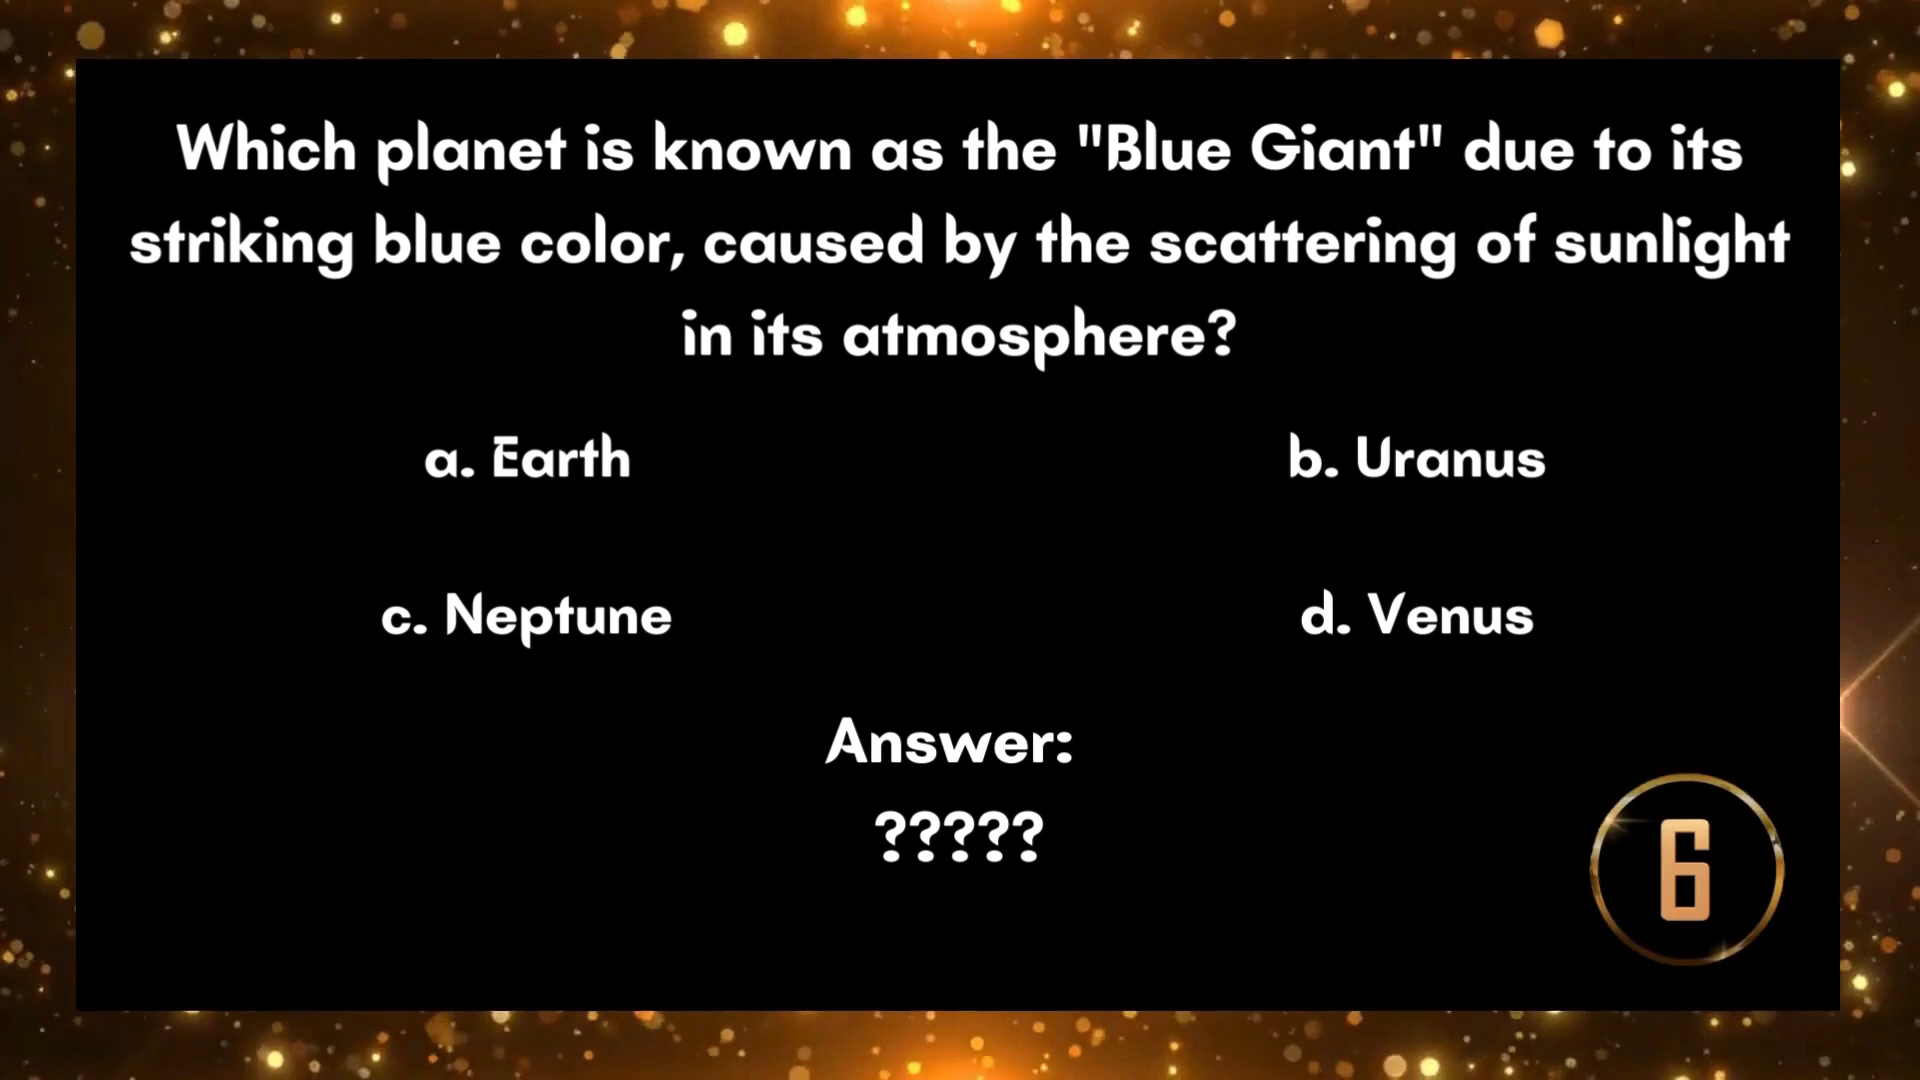 Which planet is known as the "Blue Giant" due to its
striking blue color, caused by the scattering of sunlight
in its atmosphere?
a. Earth
b. Uranus
c. Neptune
d. Venus
Answer:
?????
6